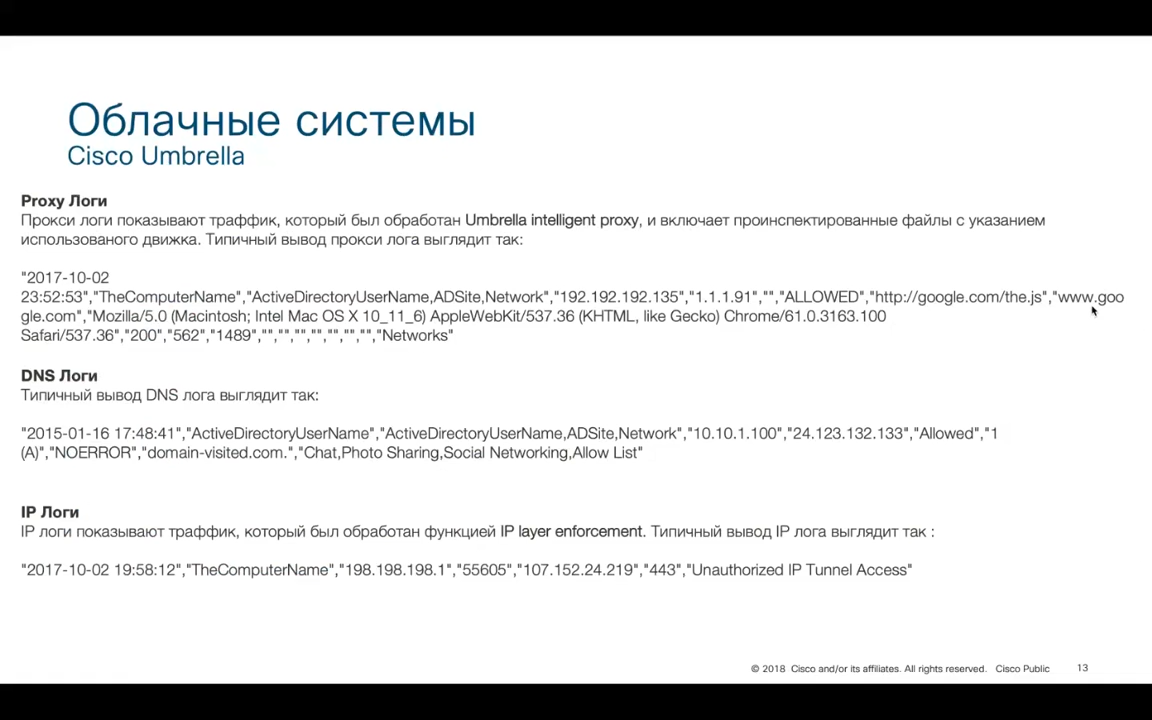 Облачные системы
Cisco Umbrella
Proxy Логи
Прокси логи показывают траффик, который был обработан Umbrella intelligent proxy, и включает проинспектированные файлы с указанием
использованого движка. Типичный вывод прокси лога выглядит так:
"2017-10-02
23:52:53","TheComputerName","ActiveDirectoryUserName,ADSite,Network","192.192.192.135","1.1.1.91","","ALLOWED","http://google.com/the.js","www.goo
gle.com","Mozilla/5.0 (Macintosh; Intel Mac OS X 10_11_6) AppleWebKit/537.36 (KHTML, like Gecko) Chrome/61.0.3163.100
Safari/537.36","200","562","1489","","","","","","","","Networks"
DNS Логи
Типичный вывод DNS лога выглядит так:
"2015-01-16 17:48:41","ActiveDirectoryUserName","ActiveDirectoryUserName,ADSite,Network","10.10.1.100","24.123.132.133","Allowed","1
(A)","NOERROR","domain-visited.com.","Chat,Photo Sharing,Social Networking,Allow List"
IP Логи
IP логи показывают траффик, который был обработан функцией IP layer enforcement. Типичный вывод IP лога выглядит так :
"2017-10-02 19:58:12","TheComputerName","198.198.198.1","55605","107.152.24.219","443","Unauthorized IP Tunnel Access"
© 2018 Cisco and/or its affiliates. All rights reserved. Cisco Public 13